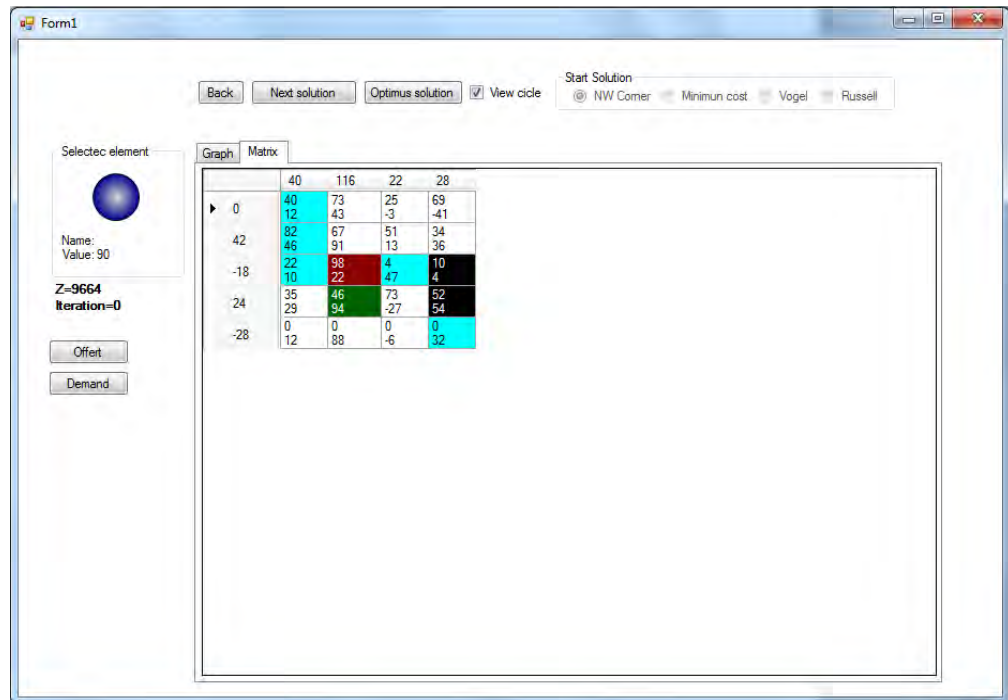 Form1
Start Solution
Back Next solution Optimus solution View cicle NW Corner Minimun cost Vogel Russell
Selectec element
Graph Matrix
40 116 22 28
0 40 73 25 69
12 43 -3 -41
42 82 67 51 34
46 91 13 36
-18 22 98 4 10
10 22 47 4
24 35 46 73 52
29 94 -27 54
-28 0 0 0 0
12 88 -6 32
Name:
Value: 90
Z=9664
Iteration=0
Offert
Demand